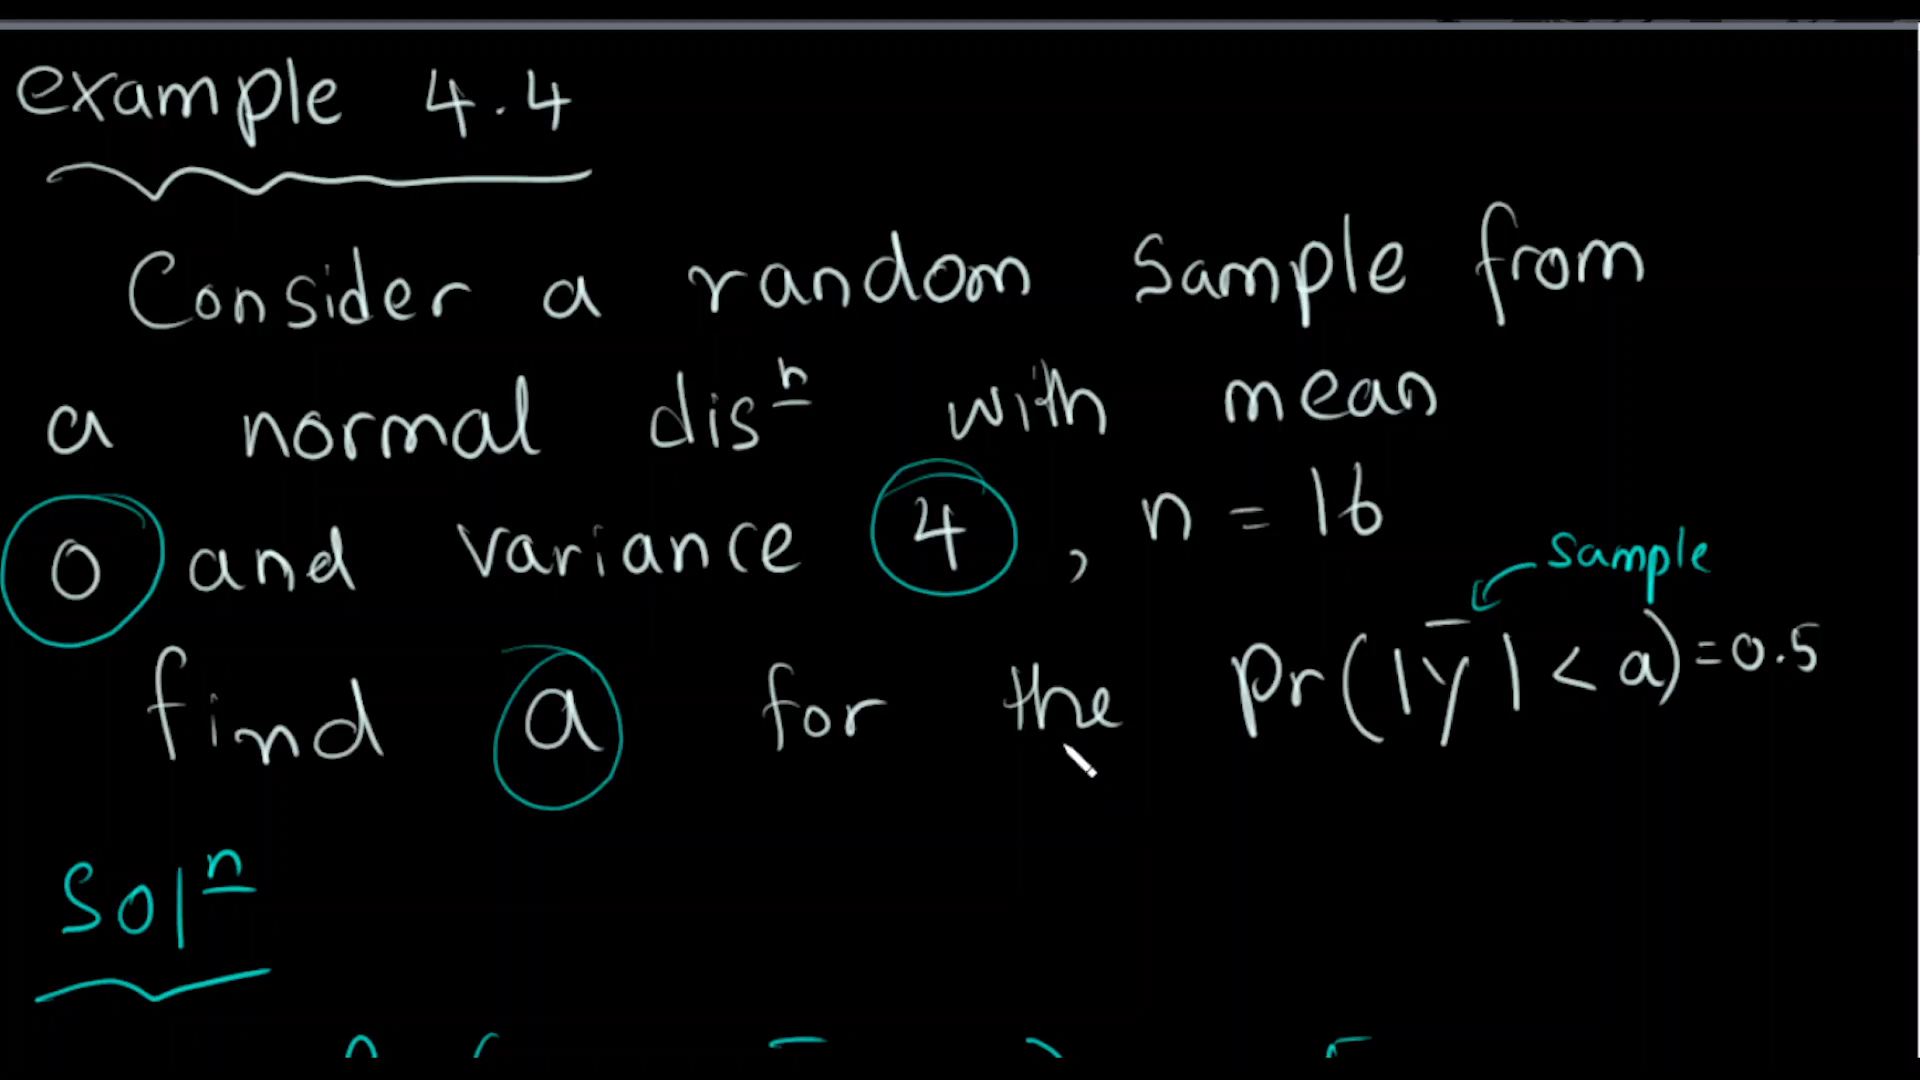 example 4.4
Consider a random sample from
a normal disⁿ with mean
0 and variance 4 , n = 16
sample
find a for the pr(|ȳ| < a) = 0.5
Solⁿ